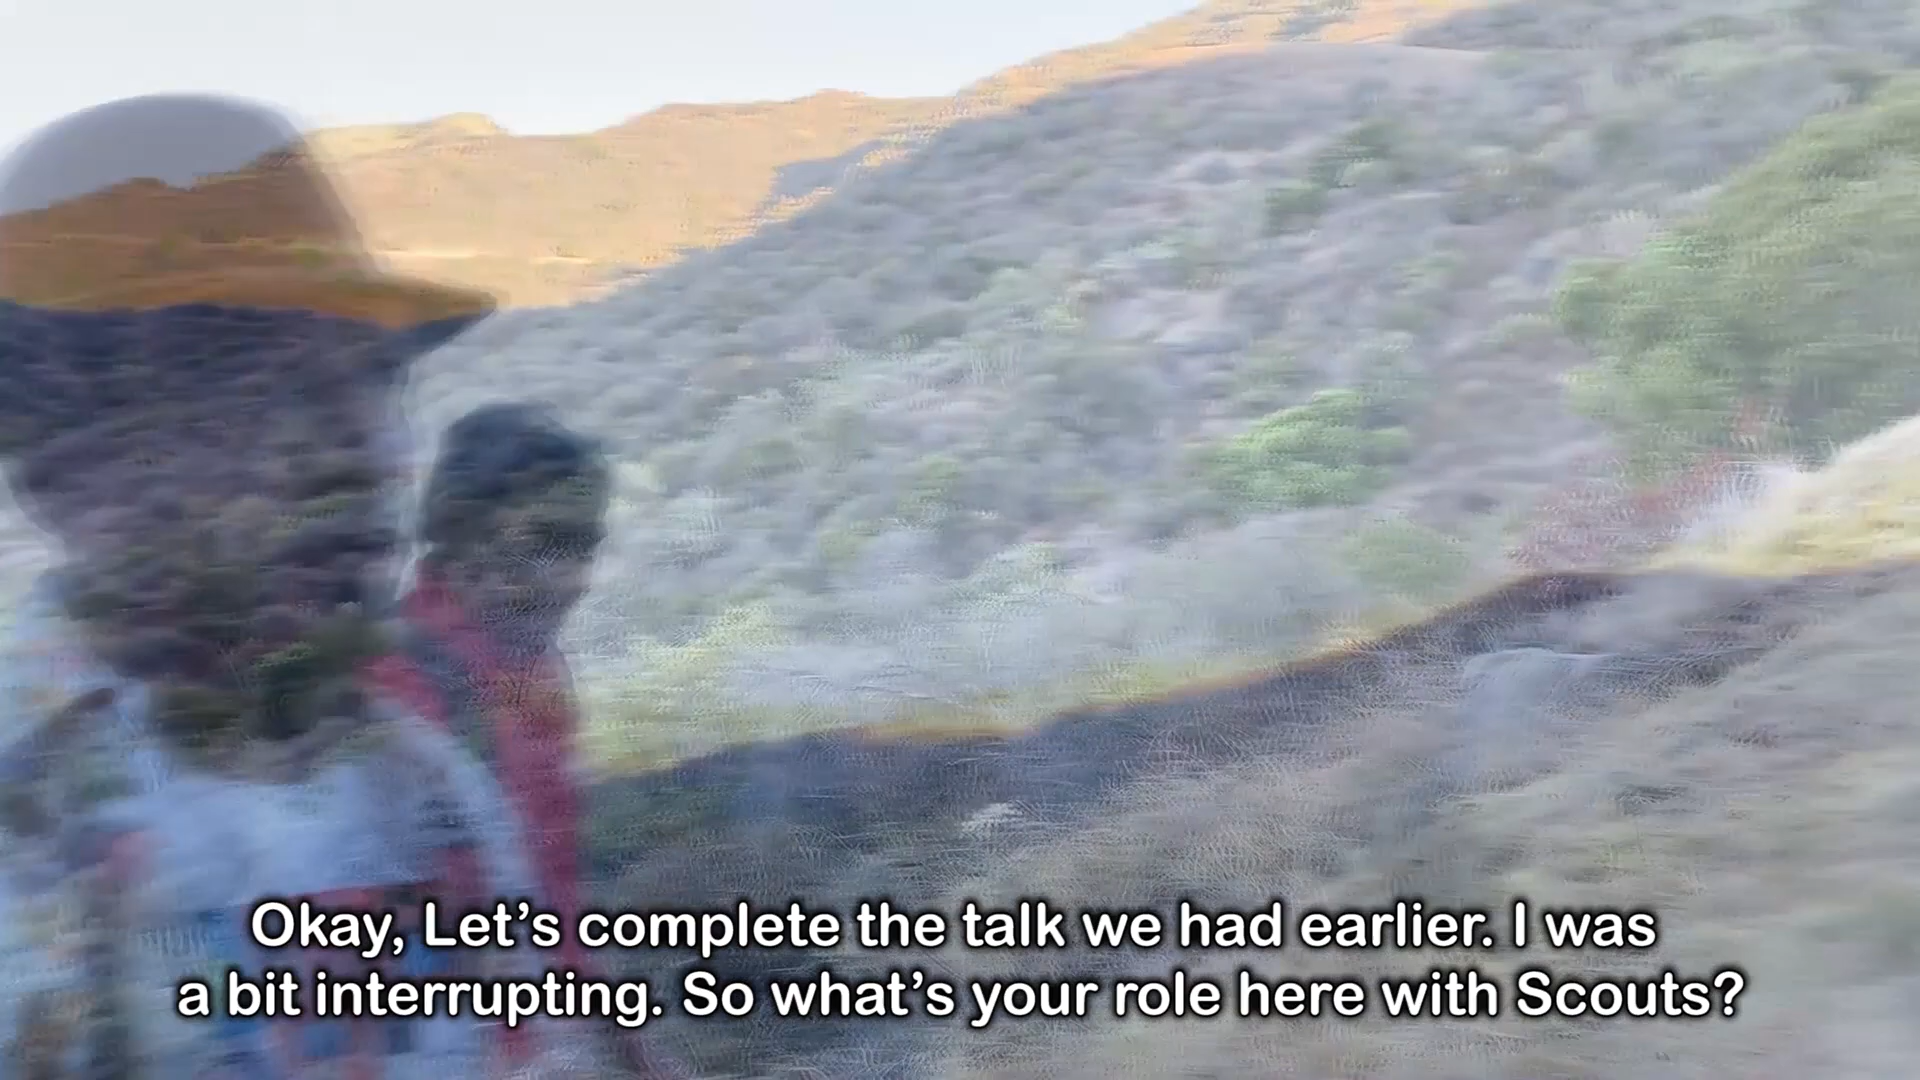 Okay, Let’s complete the talk we had earlier. I was
a bit interrupting. So what’s your role here with Scouts?